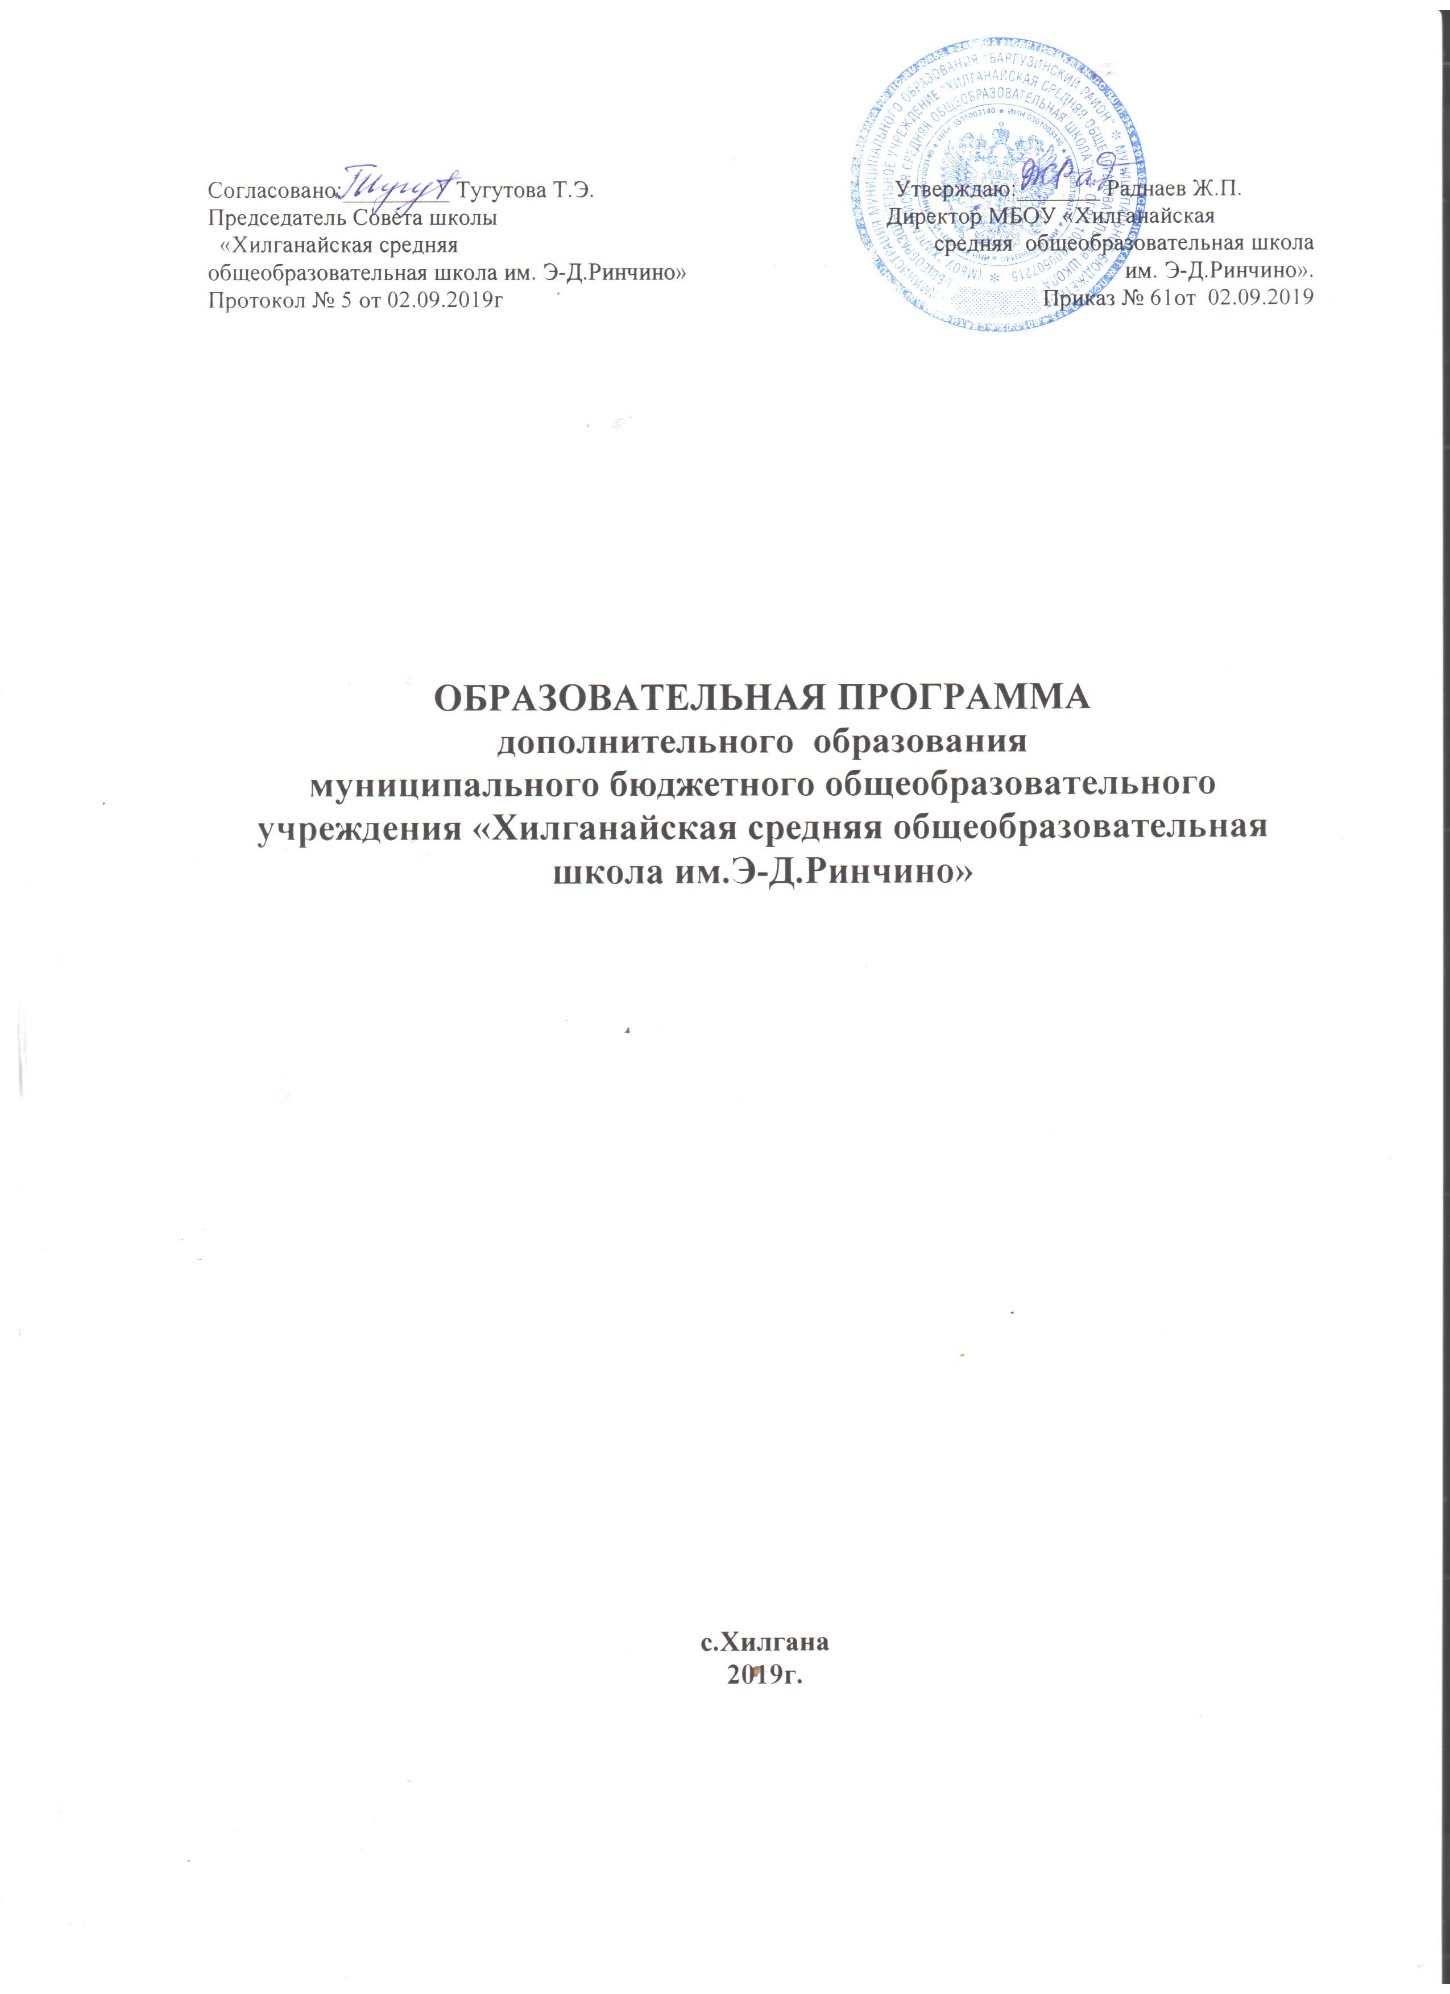 Согласовано:_________ Тугутова Т.Э.
Председатель Совета школы
«Хилганайская средняя
общеобразовательная школа им. Э-Д.Ринчино»
Протокол № 5 от 02.09.2019г
Утверждаю:_______ Раднаев Ж.П.
Директор МБОУ «Хилганайская
средняя общеобразовательная школа
им. Э-Д.Ринчино».
Приказ № 61от 02.09.2019
ОБРАЗОВАТЕЛЬНАЯ ПРОГРАММА
дополнительного образования
муниципального бюджетного общеобразовательного
учреждения «Хилганайская средняя общеобразовательная
школа им.Э-Д.Ринчино»
с.Хилгана
2019г.